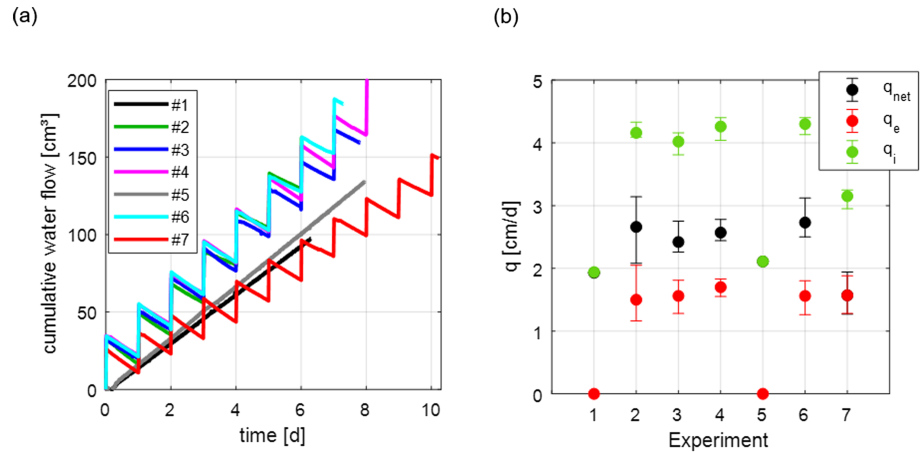 (a)
(b)
cumulative water flow [cm³]
200
150
100
50
0
#1
#2
#3
#4
#5
#6
#7
0 2 4 6 8 10
time [d]
q [cm/d]
5
4
3
2
1
0
q_net
q_e
q_i
1 2 3 4 5 6 7
Experiment